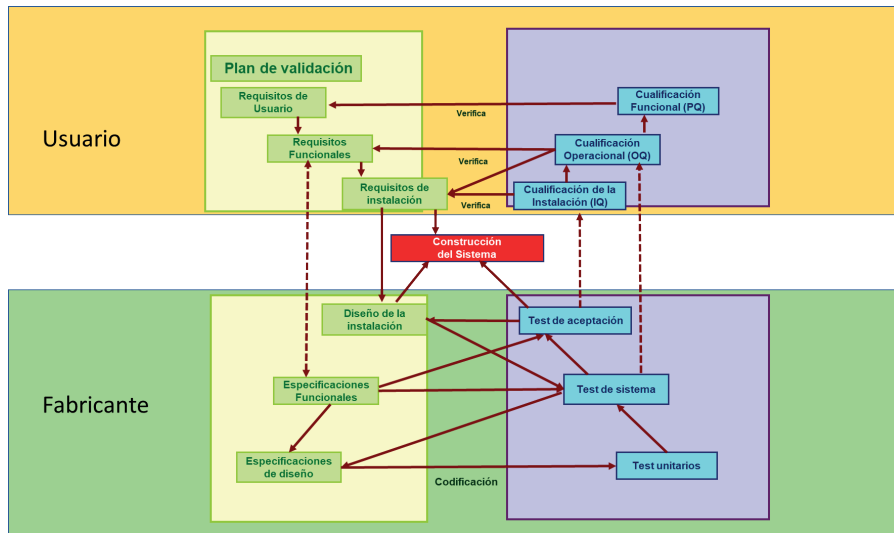 Plan de validación
Requisitos de
Usuario
Cualificación
Funcional (PQ)
Verifica
Usuario
Requisitos
Funcionales
Cualificación
Operacional (OQ)
Verifica
Requisitos de
instalación
Cualificación de la
Instalación (IQ)
Verifica
Construcción
del Sistema
Diseño de la
instalación
Test de aceptación
Fabricante
Especificaciones
Funcionales
Test de sistema
Especificaciones
de diseño
Test unitarios
Codificación